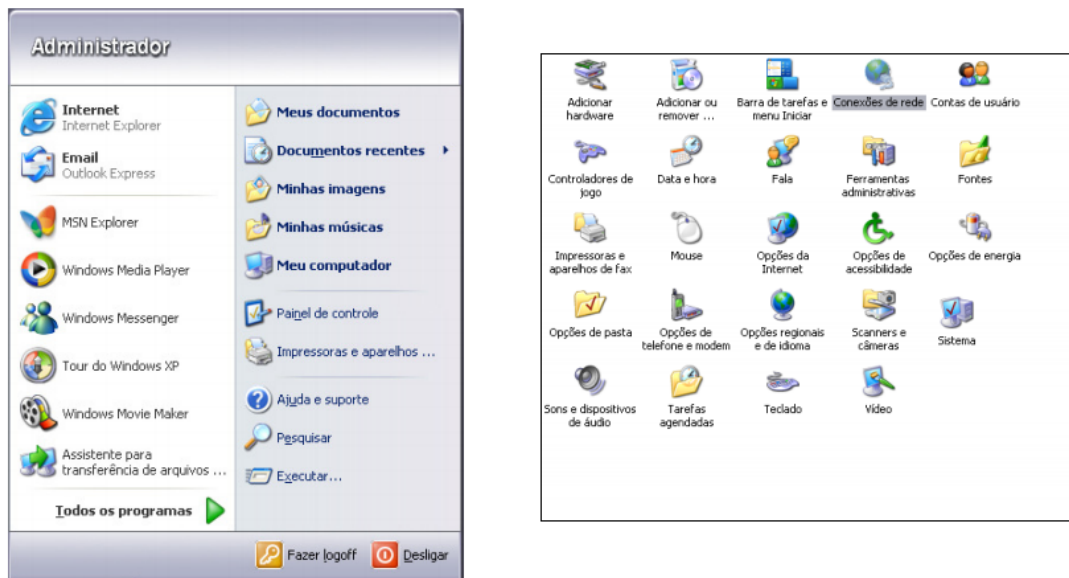 Administrador
Internet
Internet Explorer
Email
Outlook Express
MSN Explorer
Windows Media Player
Windows Messenger
Tour do Windows XP
Windows Movie Maker
Assistente para
transferência de arquivos ...
Todos os programas
Meus documentos
Documentos recentes
Minhas imagens
Minhas músicas
Meu computador
Painel de controle
Impressoras e aparelhos ...
Ajuda e suporte
Pesquisar
Executar...
Fazer logoff
Desligar
Adicionar
hardware
Adicionar ou
remover ...
Barra de tarefas e
menu Iniciar
Conexões de rede
Contas de usuário
Controladores de
jogo
Data e hora
Fala
Ferramentas
administrativas
Fontes
Impressoras e
aparelhos de fax
Mouse
Opções da
Internet
Opções de
acessibilidade
Opções de energia
Opções de pasta
Opções de
telefone e modem
Opções regionais
e de idioma
Scanners e
câmeras
Sistema
Sons e dispositivos
de áudio
Tarefas
agendadas
Teclado
Vídeo